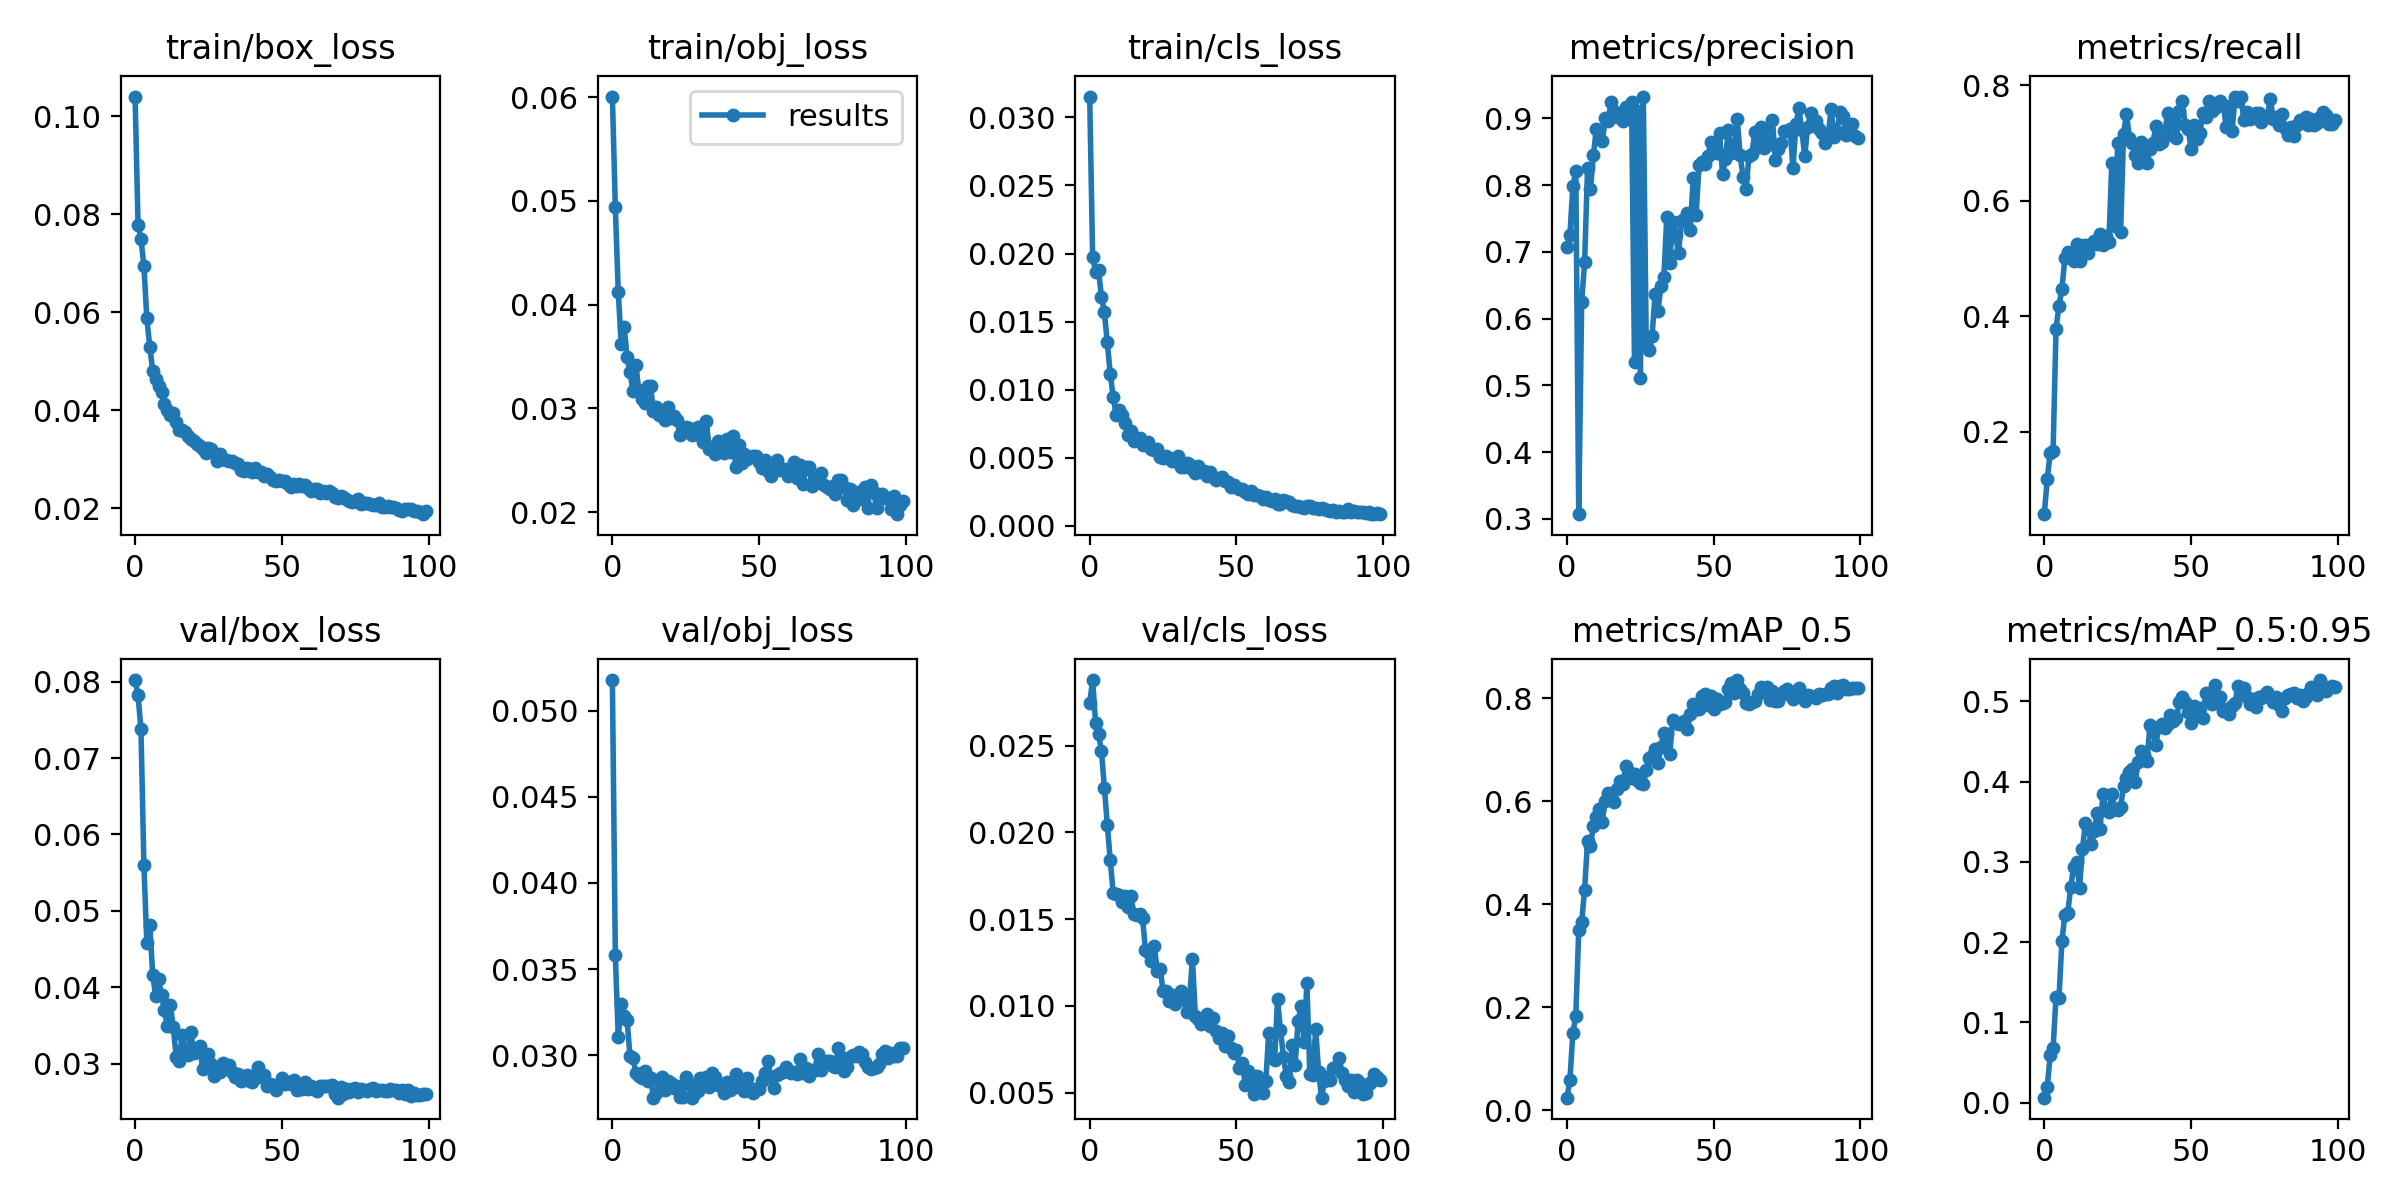 train/box_loss
0.10
0.08
0.06
0.04
0.02
0 50 100
train/obj_loss
results
0.06
0.05
0.04
0.03
0.02
0 50 100
train/cls_loss
0.030
0.025
0.020
0.015
0.010
0.005
0.000
0 50 100
metrics/precision
0.9
0.8
0.7
0.6
0.5
0.4
0.3
0 50 100
metrics/recall
0.8
0.6
0.4
0.2
0 50 100
val/box_loss
0.08
0.07
0.06
0.05
0.04
0.03
0 50 100
val/obj_loss
0.050
0.045
0.040
0.035
0.030
0 50 100
val/cls_loss
0.025
0.020
0.015
0.010
0.005
0 50 100
metrics/mAP_0.5
0.8
0.6
0.4
0.2
0.0
0 50 100
metrics/mAP_0.5:0.95
0.5
0.4
0.3
0.2
0.1
0.0
0 50 100